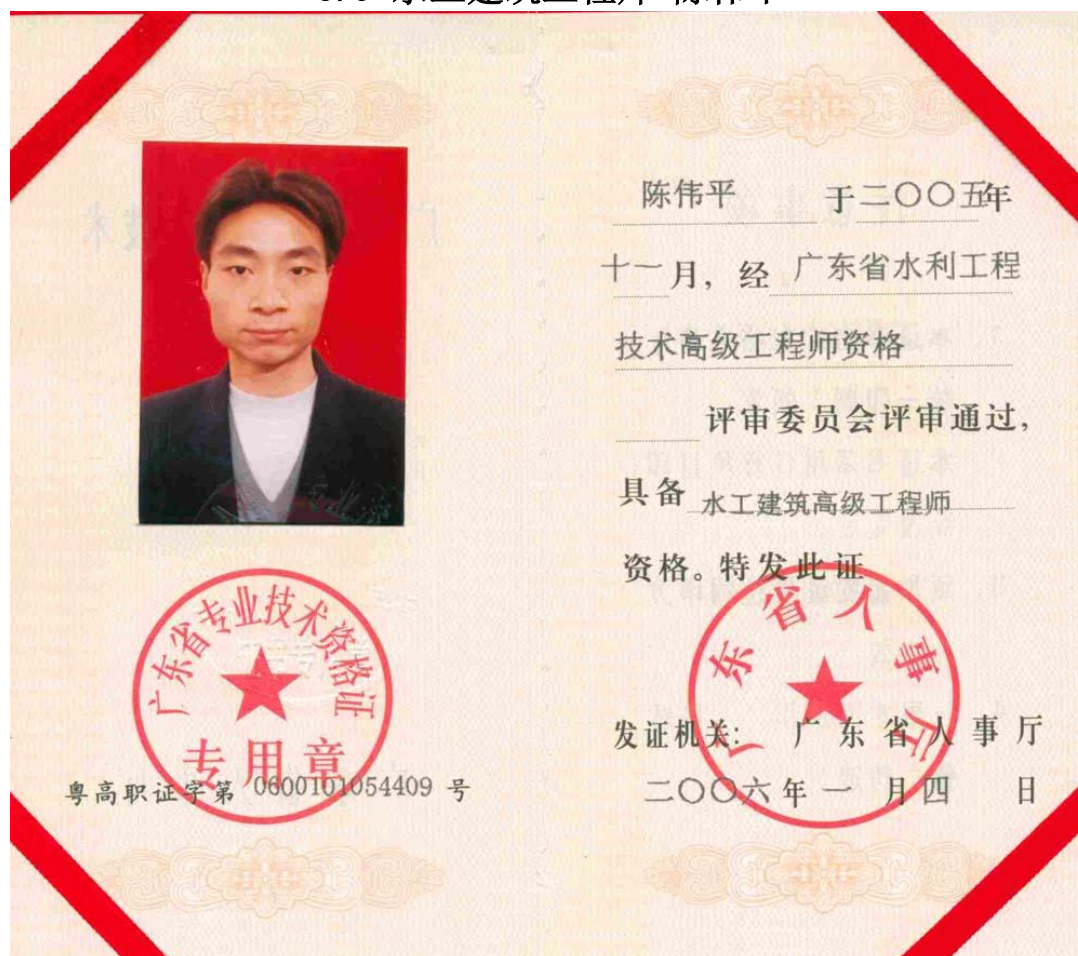 陈伟平 于二〇〇五年
十一月，经 广东省水利工程
技术高级工程师资格
评审委员会评审通过，
具备 水工建筑高级工程师
资格。特发此证
广东省专业技术资格证
专用章
粤高职证字第 0600101054409 号
广东省人事厅
发证机关： 广东省人事厅
二〇〇六年一月四日